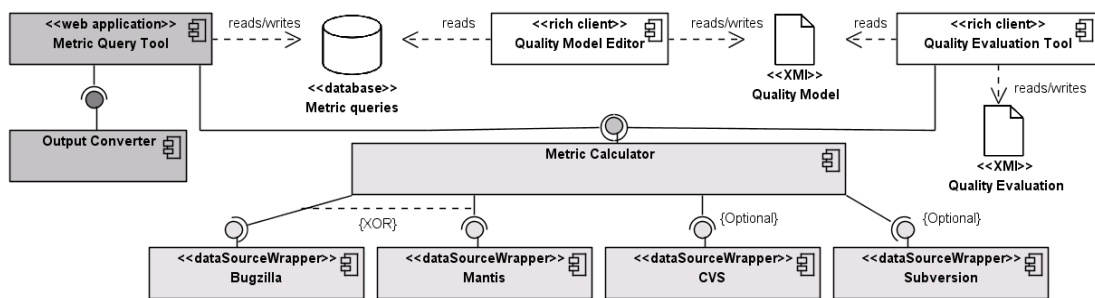 <<web application>>
Metric Query Tool
reads/writes
<<database>>
Metric queries
reads
<<rich client>>
Quality Model Editor
reads/writes
<<XMI>>
Quality Model
reads
<<rich client>>
Quality Evaluation Tool
reads/writes
<<XMI>>
Quality Evaluation
Output Converter
Metric Calculator
{XOR}
{Optional}
{Optional}
<<dataSourceWrapper>>
Bugzilla
<<dataSourceWrapper>>
Mantis
<<dataSourceWrapper>>
CVS
<<dataSourceWrapper>>
Subversion